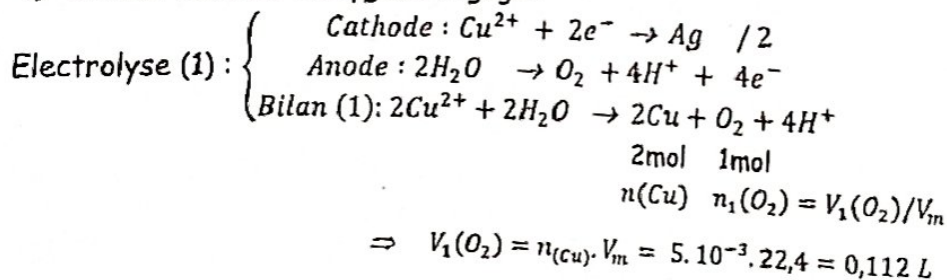 Cathode : Cu²⁺ + 2e⁻ → Ag /2
Electrolyse (1) : Anode : 2H₂O → O₂ + 4H⁺ + 4e⁻
Bilan (1): 2Cu²⁺ + 2H₂O → 2Cu + O₂ + 4H⁺
2mol 1mol
n(Cu) n₁(O₂) = V₁(O₂)/Vₘ
⇒ V₁(O₂) = n₍Cu₎. Vₘ = 5. 10⁻³. 22,4 = 0,112 L